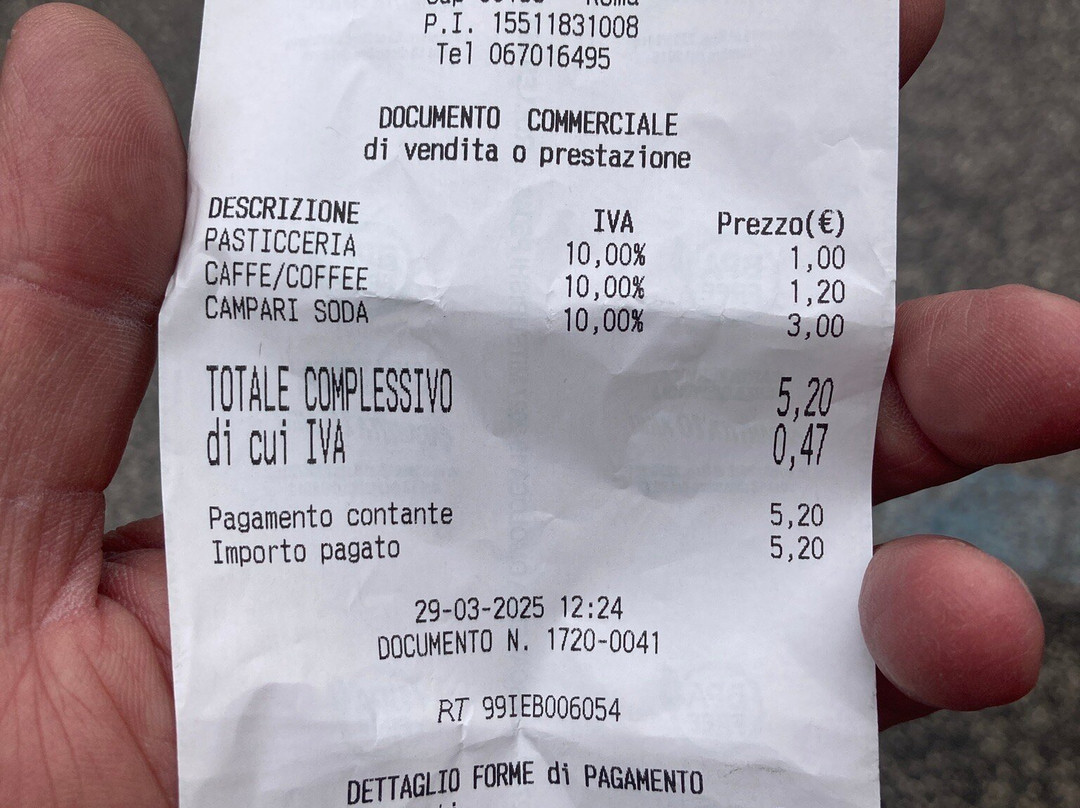 Roma
P.I. 15511831008
Tel 067016495
DOCUMENTO COMMERCIALE
di vendita o prestazione
DESCRIZIONE IVA Prezzo(€)
PASTICCERIA 10,00% 1,00
CAFFE/COFFEE 10,00% 1,20
CAMPARI SODA 10,00% 3,00
TOTALE COMPLESSIVO 5,20
di cui IVA 0,47
Pagamento contante 5,20
Importo pagato 5,20
29-03-2025 12:24
DOCUMENTO N. 1720-0041
RT 99IEB006054
DETTAGLIO FORME di PAGAMENTO